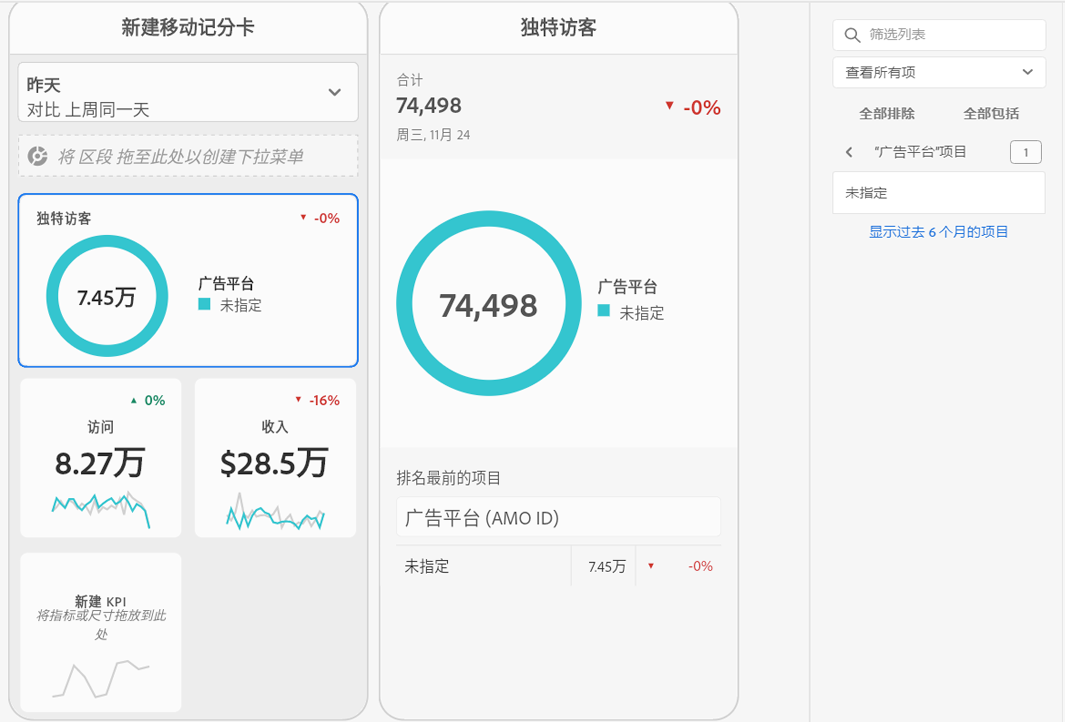 新建移动记分卡
昨天
对比 上周同一天
将 区段 拖至此处以创建下拉菜单
独特访客
▼ -0%
7.45万
广告平台
未指定
▲ 0%
访问
8.27万
▼ -16%
收入
$28.5万
新建 KPI
将指标或尺寸拖放到此
处
独特访客
合计
74,498
▼ -0%
周三, 11月 24
74,498
广告平台
未指定
排名最前的项目
广告平台 (AMO ID)
未指定 7.45万 ▼ -0%
筛选列表
查看所有项
全部排除 全部包括
“广告平台”项目 1
未指定
显示过去 6 个月的项目